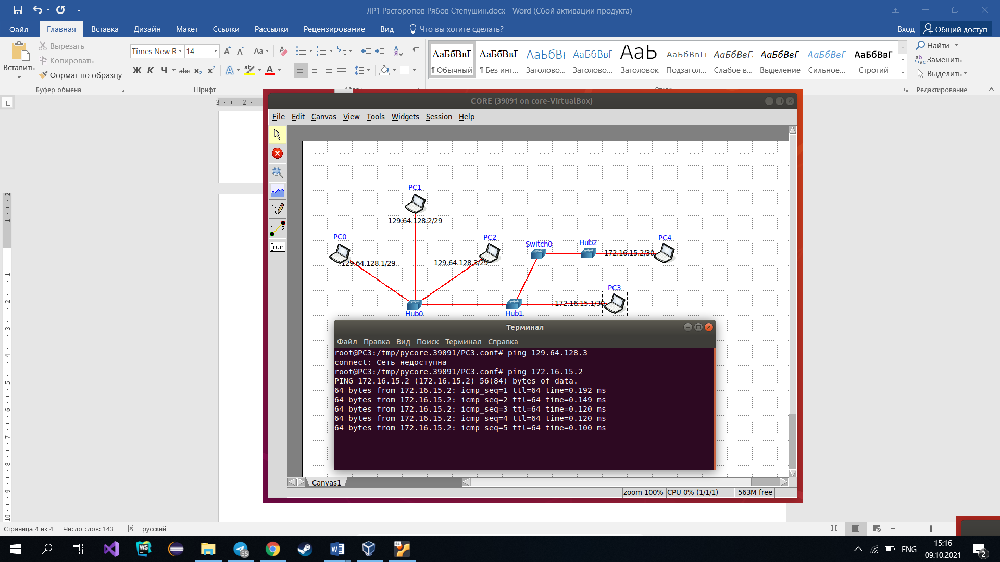 ЛР1 Расторопов Рябов Степушин.docx - Word (Сбой активации продукта)
Файл Главная Вставка Дизайн Макет Ссылки Рассылки Рецензирование Вид Что вы хотите сделать? Вход Общий доступ
Вставить
Вырезать
Копировать
Формат по образцу
Буфер обмена
Times New R 14
Aa
Ж К Ч abc x₂ x²
Шрифт
АаБбВвГ АаБбВвГ АаБбВв АаБбВвГ АаБ АаБбВвГ АаБбВвГ АаБбВвГ АаБбВвГ АаБбВвГ
¶ Обычный ¶ Без инт... Заголово... Заголово... Заголовок Подзагол... Слабое в... Выделение Сильное... Строгий
Найти
Заменить
Выделить
Редактирование
CORE (39091 on core-VirtualBox)
File Edit Canvas View Tools Widgets Session Help
run
PC1
129.64.128.2/29
PC0
129.64.128.1/29
PC2
129.64.128.3/29
Switch0
Hub2
172.16.15.2/30
PC4
PC3
172.16.15.1/30
Hub0
Hub1
Терминал
Файл Правка Вид Поиск Терминал Справка
root@PC3:/tmp/pycore.39091/PC3.conf# ping 129.64.128.3
connect: Сеть недоступна
root@PC3:/tmp/pycore.39091/PC3.conf# ping 172.16.15.2
PING 172.16.15.2 (172.16.15.2) 56(84) bytes of data.
64 bytes from 172.16.15.2: icmp_seq=1 ttl=64 time=0.192 ms
64 bytes from 172.16.15.2: icmp_seq=2 ttl=64 time=0.149 ms
64 bytes from 172.16.15.2: icmp_seq=3 ttl=64 time=0.120 ms
64 bytes from 172.16.15.2: icmp_seq=4 ttl=64 time=0.120 ms
64 bytes from 172.16.15.2: icmp_seq=5 ttl=64 time=0.100 ms
Canvas1
zoom 100% CPU 0% (1/1/1) 563M free
Страница 4 из 4 Число слов: 143 русский
55
ENG
15:16
09.10.2021
2